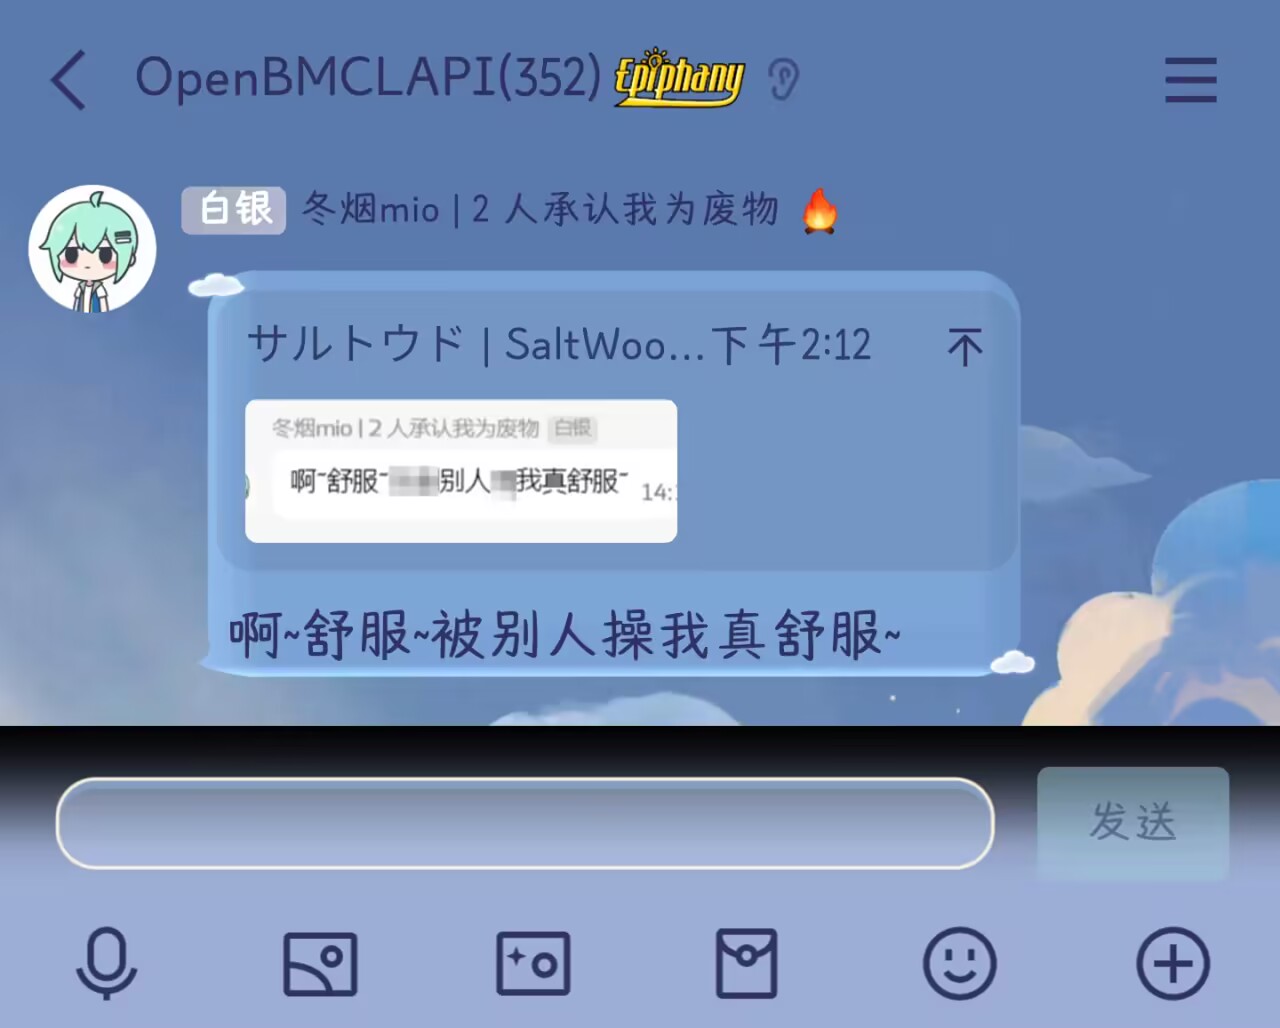 OpenBMCLAPI(352) Epiphany
白银 冬烟mio | 2 人承认我为废物
サルトウド | SaltWoo...下午2:12
冬烟mio | 2 人承认我为废物 白银
啊~舒服~别人我真舒服~
14:
啊~舒服~被别人操我真舒服~
发送